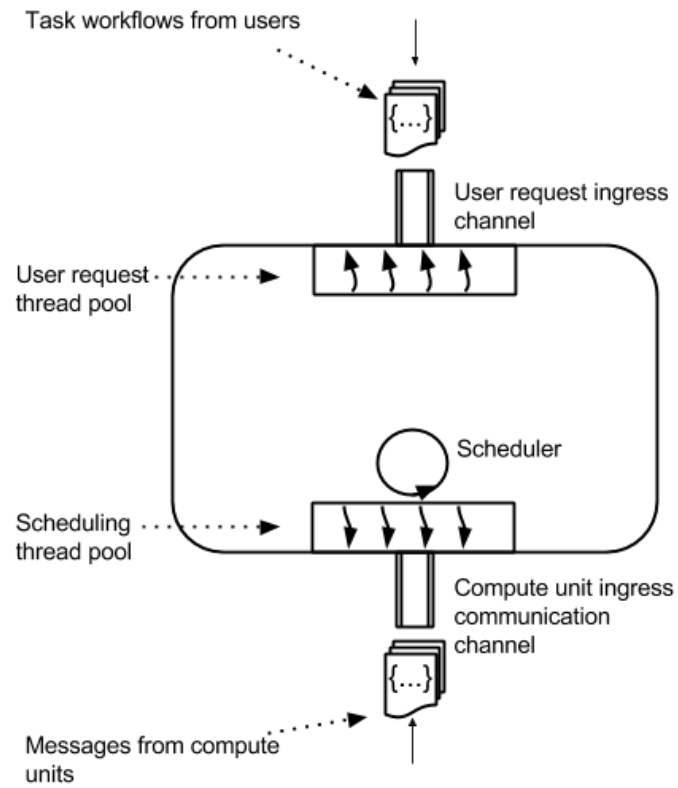 Task workflows from users
{...}
User request ingress
channel
User request
thread pool
Scheduler
Scheduling
thread pool
Compute unit ingress
communication
channel
{...}
Messages from compute
units